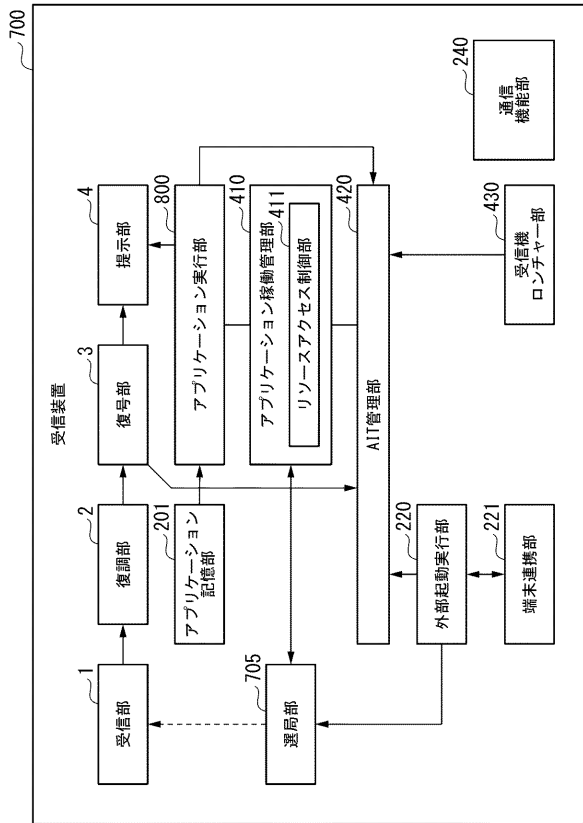 700
受信装置
1
受信部
2
復調部
3
復号部
4
提示部
201
アプリケーション
記憶部
800
アプリケーション実行部
705
選局部
410
アプリケーション稼働管理部
411
リソースアクセス制御部
420
AIT管理部
220
外部起動実行部
430
受信機
ロンチャー部
240
通信
機能部
221
端末連携部